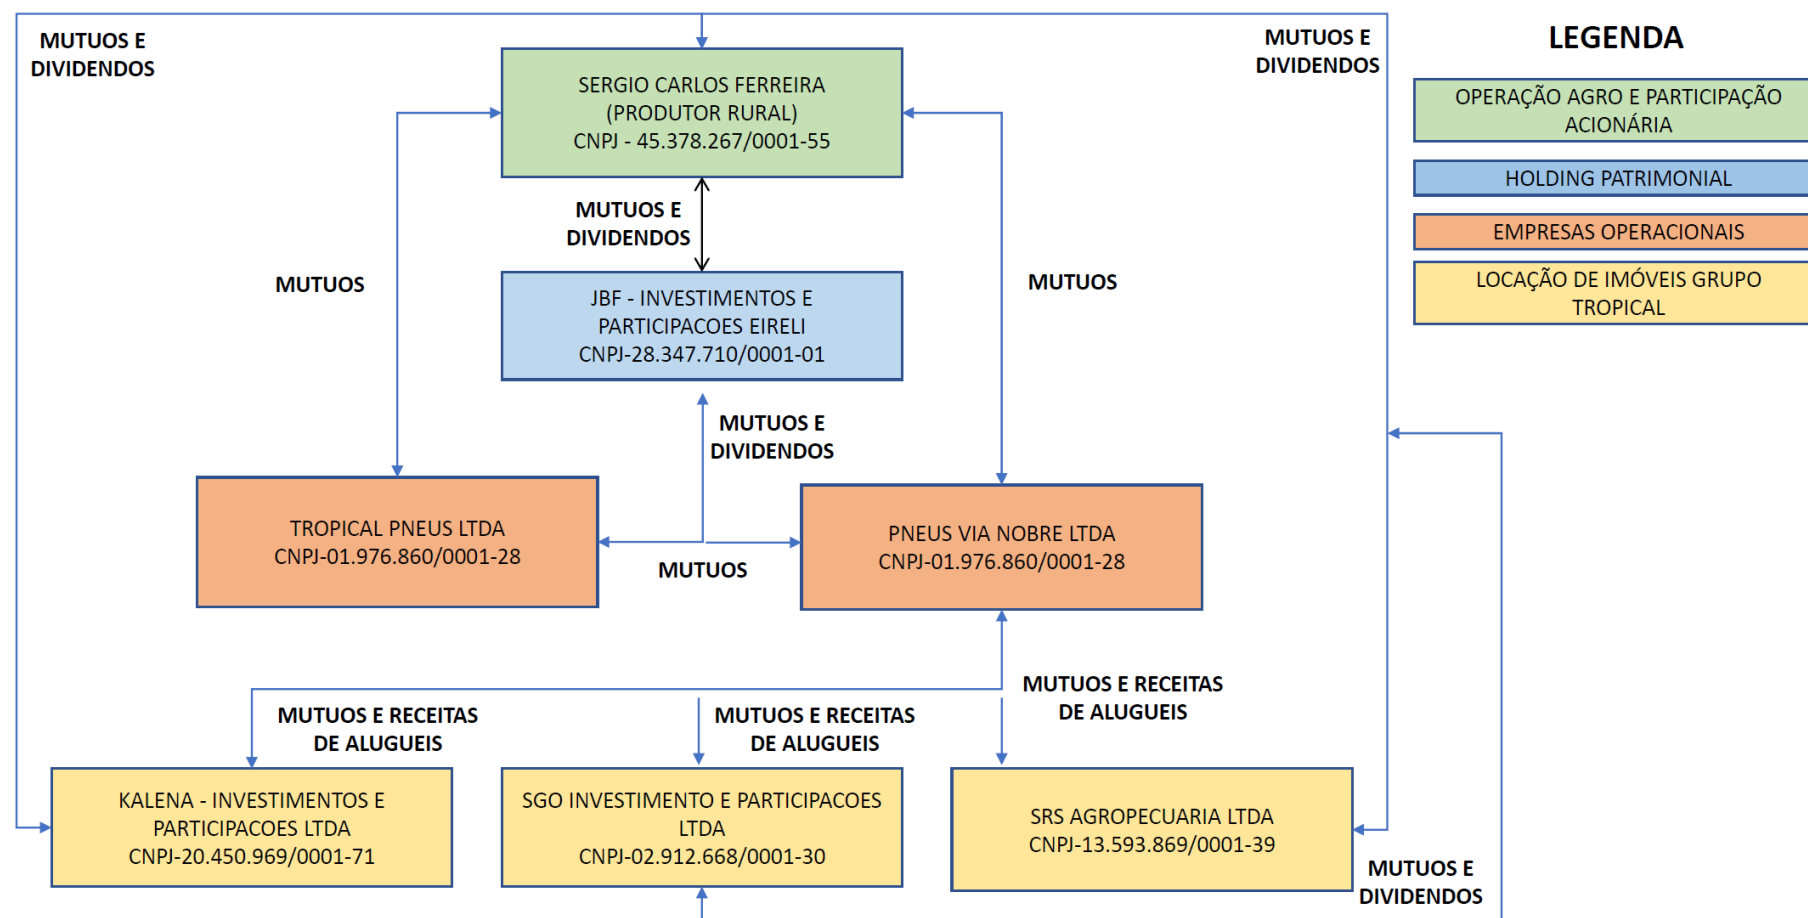 MUTUOS E
DIVIDENDOS
SERGIO CARLOS FERREIRA
(PRODUTOR RURAL)
CNPJ - 45.378.267/0001-55
MUTUOS E
DIVIDENDOS
LEGENDA
OPERAÇÃO AGRO E PARTICIPAÇÃO
ACIONÁRIA
HOLDING PATRIMONIAL
EMPRESAS OPERACIONAIS
LOCAÇÃO DE IMÓVEIS GRUPO
TROPICAL
MUTUOS E
DIVIDENDOS
MUTUOS
MUTUOS
JBF - INVESTIMENTOS E
PARTICIPACOES EIRELI
CNPJ-28.347.710/0001-01
MUTUOS E
DIVIDENDOS
TROPICAL PNEUS LTDA
CNPJ-01.976.860/0001-28
MUTUOS
PNEUS VIA NOBRE LTDA
CNPJ-01.976.860/0001-28
MUTUOS E RECEITAS
DE ALUGUEIS
MUTUOS E RECEITAS
DE ALUGUEIS
MUTUOS E RECEITAS
DE ALUGUEIS
KALENA - INVESTIMENTOS E
PARTICIPACOES LTDA
CNPJ-20.450.969/0001-71
SGO INVESTIMENTO E PARTICIPACOES
LTDA
CNPJ-02.912.668/0001-30
SRS AGROPECUARIA LTDA
CNPJ-13.593.869/0001-39
MUTUOS E
DIVIDENDOS